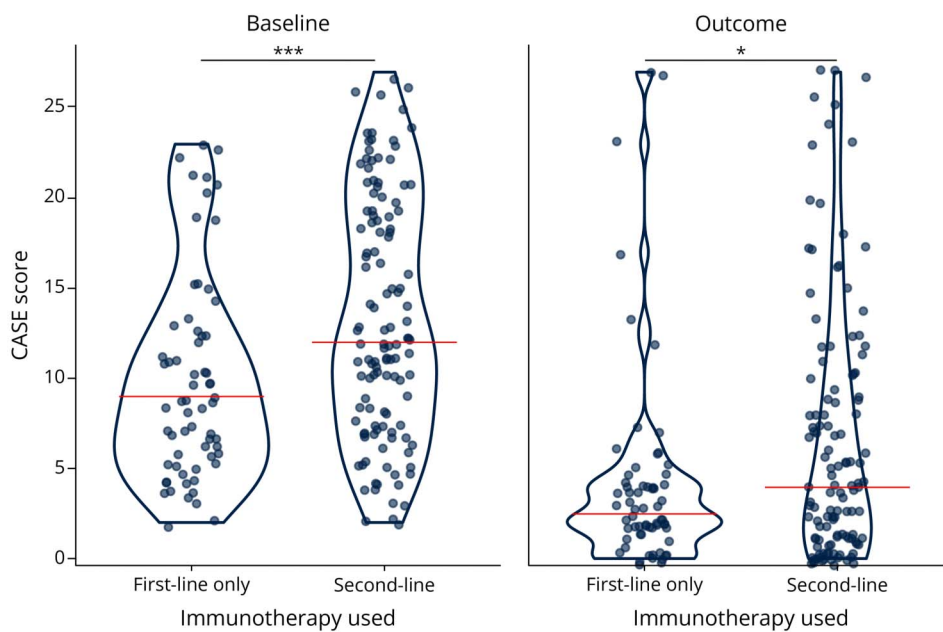 Baseline
Outcome
***
*
CASE score
25
20
15
10
5
0
First-line only
Second-line
First-line only
Second-line
Immunotherapy used
Immunotherapy used